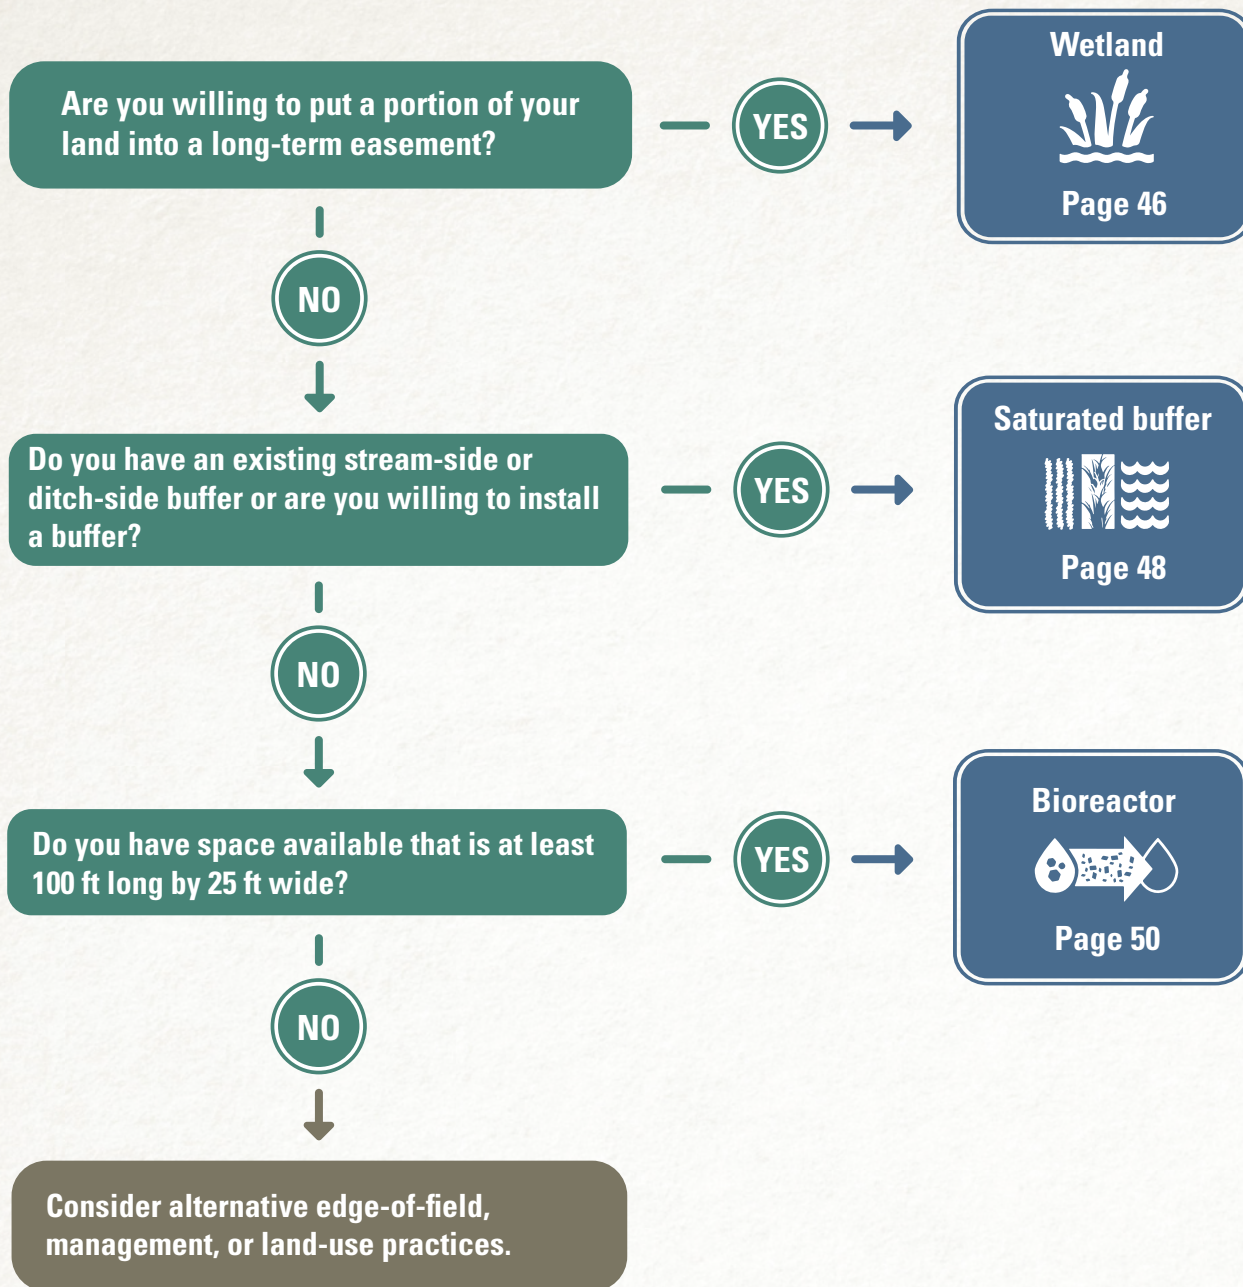 Wetland
Are you willing to put a portion of your
land into a long-term easement?
YES
Page 46
NO
Do you have an existing stream-side or
ditch-side buffer or are you willing to install
a buffer?
YES
Saturated buffer
Page 48
NO
Do you have space available that is at least
100 ft long by 25 ft wide?
YES
Bioreactor
Page 50
NO
Consider alternative edge-of-field,
management, or land-use practices.